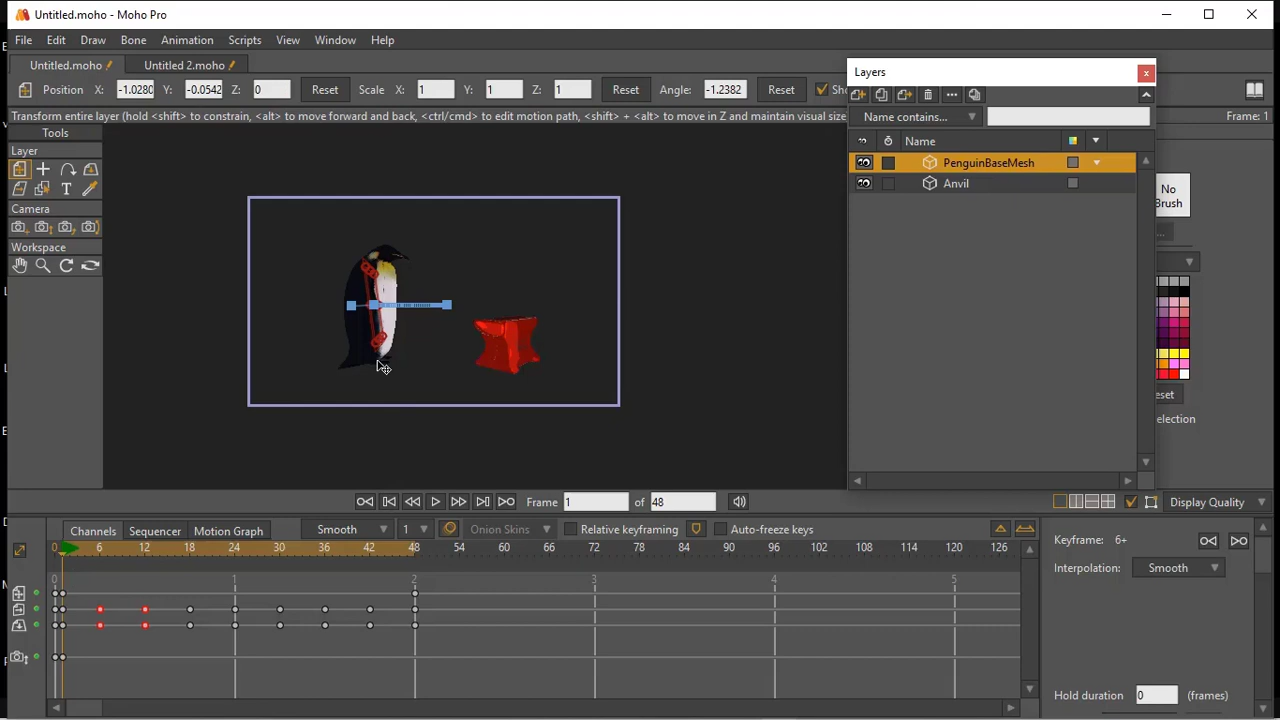 Untitled.moho - Moho Pro
File Edit Draw Bone Animation Scripts View Window Help
Untitled.moho Untitled 2.moho
Position X: -1.0280 Y: -0.0542 Z: 0 Reset Scale X: 1 Y: 1 Z: 1 Reset Angle: -1.2382 Reset Sho
Transform entire layer (hold <shift> to constrain, <alt> to move forward and back, <ctrl/cmd> to edit motion path, <shift> + <alt> to move in Z and maintain visual size
Frame: 1
Tools
Layer
Camera
Workspace
Layers
Name contains...
Name
PenguinBaseMesh
Anvil
No
Brush
eset
election
Frame 1 of 48 Display Quality
Channels Sequencer Motion Graph Smooth 1 Onion Skins Relative keyframing Auto-freeze keys
0 6 12 18 24 30 36 42 48 54 60 66 72 78 84 90 96 102 108 114 120 126
0 1 2 3 4 5
Keyframe: 6+
Interpolation: Smooth
Hold duration 0 (frames)